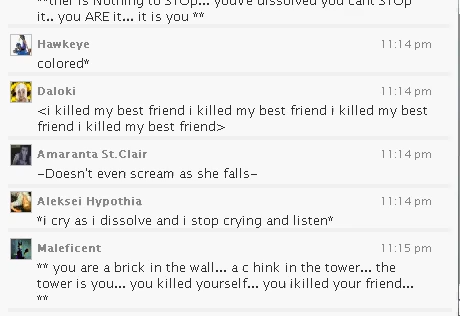 **ther is Nothing to STOp... youve dissolved you cant STOp
it.. you ARE it... it is you **
Hawkeye 11:14 pm
colored*
Daloki 11:14 pm
<i killed my best friend i killed my best friend i killed my best
friend i killed my best friend>
Amaranta St.Clair 11:14 pm
~Doesn't even scream as she falls~
Aleksei Hypothia 11:14 pm
*i cry as i dissolve and i stop crying and listen*
Maleficent 11:15 pm
** you are a brick in the wall... a c hink in the tower... the
tower is you... you killed yourself... you ikilled your friend...
**